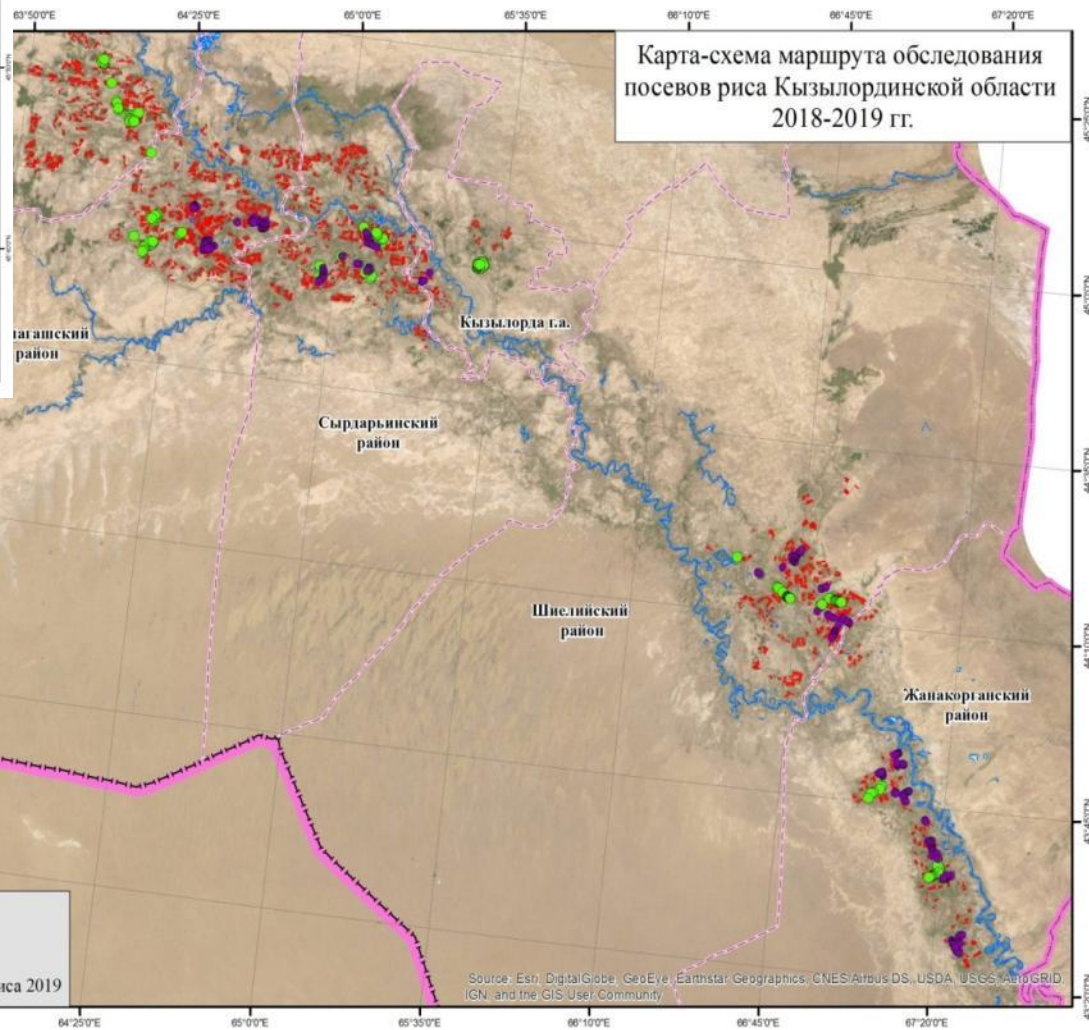 63°50'0"E 64°25'0"E 65°0'0"E 65°35'0"E 66°10'0"E 66°45'0"E 67°20'0"E
Карта-схема маршрута обследования
посевов риса Кызылординской области
2018-2019 гг.
Кызылорда г.а.
лагашский
район
Сырдарьинский
район
Шиелийский
район
Жанакорганский
район
иса 2019
Source: Esri, DigitalGlobe, GeoEye, Earthstar Geographics, CNES/Airbus DS, USDA, USGS, AeroGRID,
IGN, and the GIS User Community
64°25'0"E 65°0'0"E 65°35'0"E 66°10'0"E 66°45'0"E 67°20'0"E